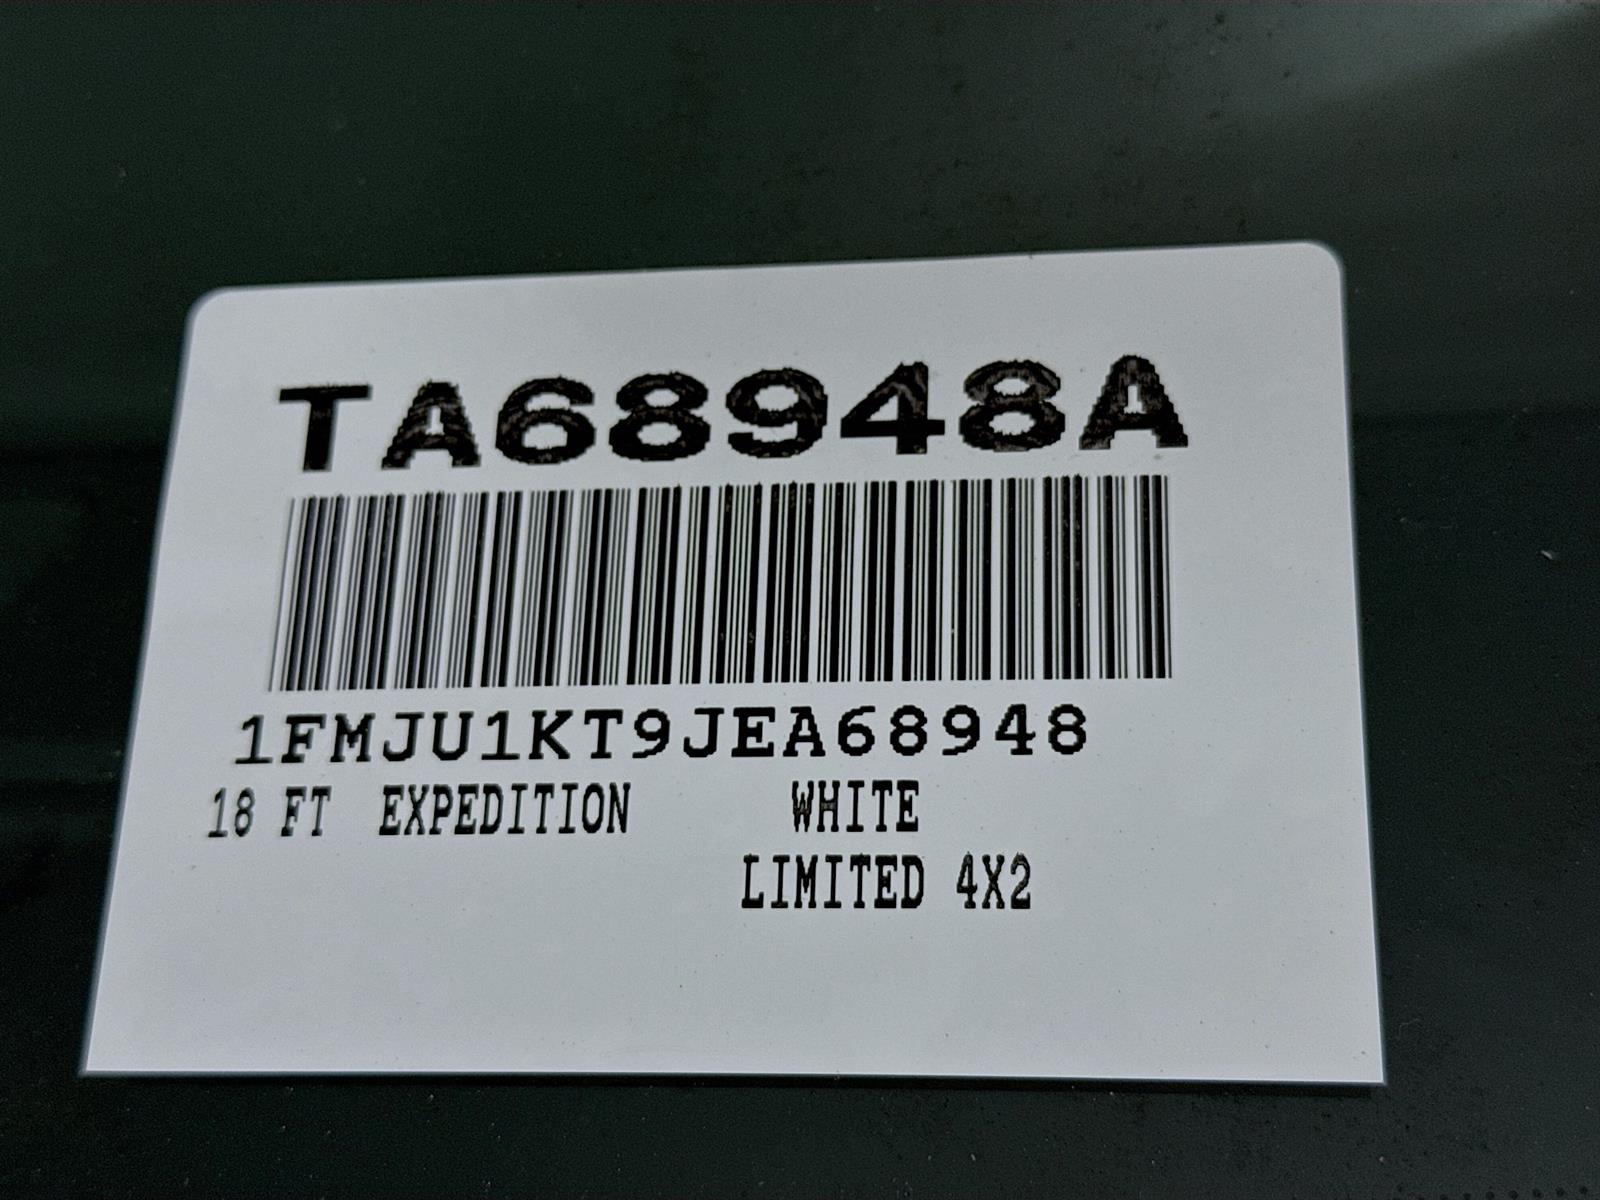 TA68948A
1FMJU1KT9JEA68948
18 FT EXPEDITION WHITE
LIMITED 4X2